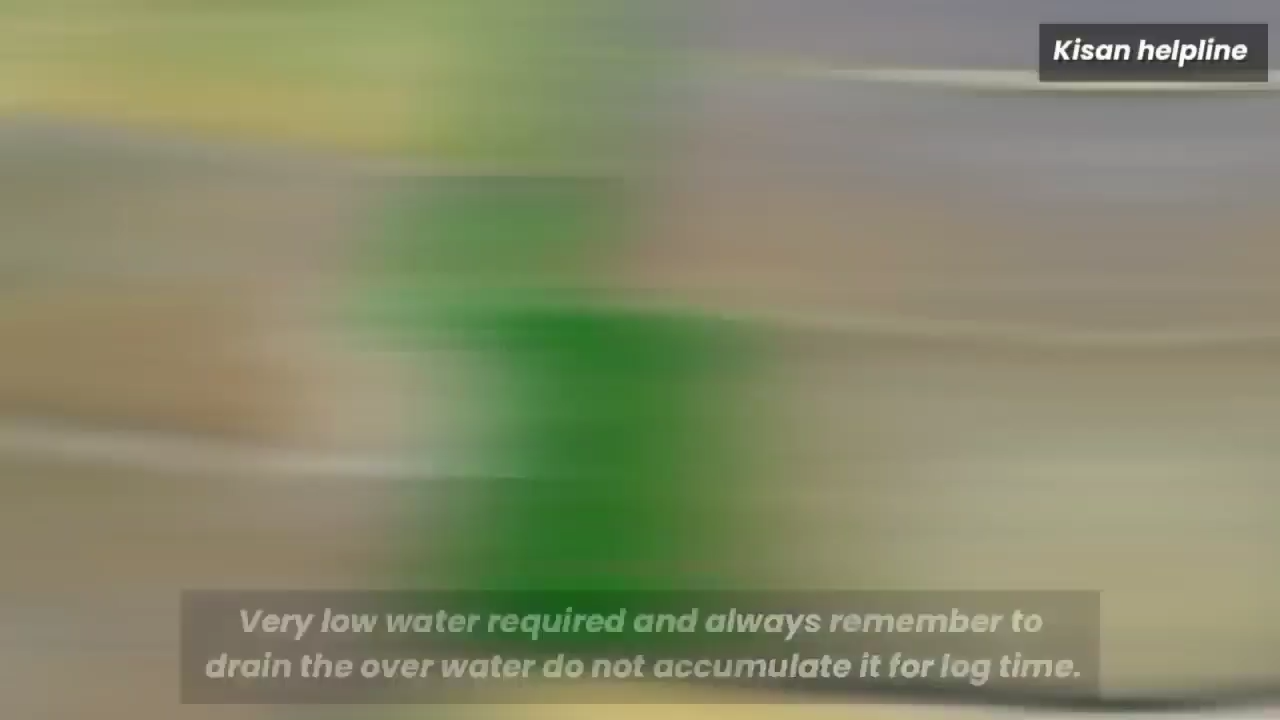 Kisan helpline
Very low water required and always remember to
drain the over water do not accumulate it for log time.